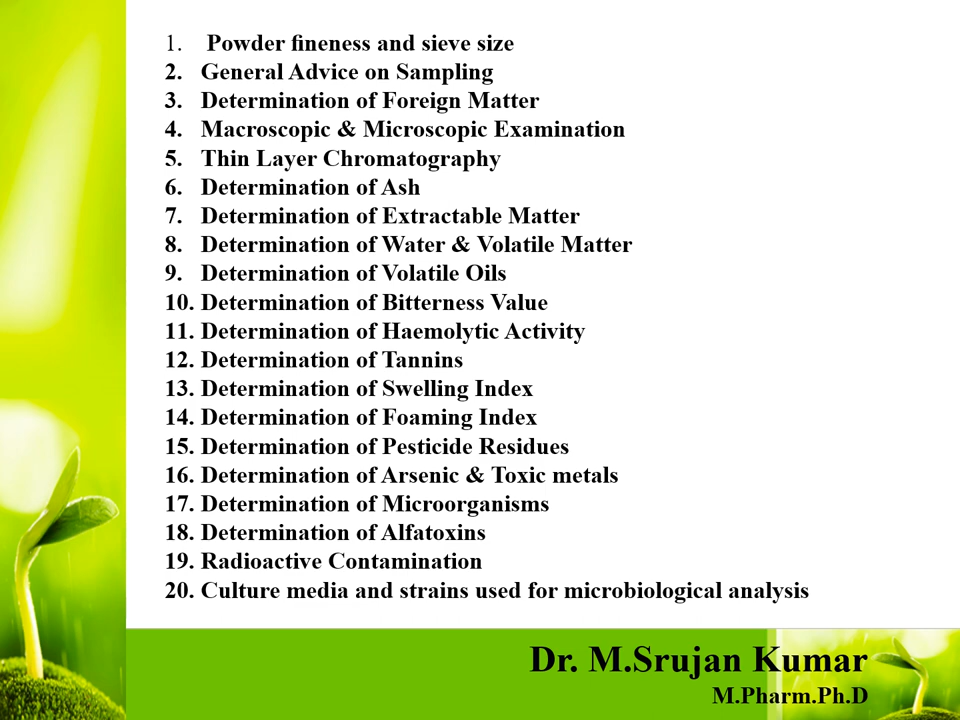 1. Powder fineness and sieve size
2. General Advice on Sampling
3. Determination of Foreign Matter
4. Macroscopic & Microscopic Examination
5. Thin Layer Chromatography
6. Determination of Ash
7. Determination of Extractable Matter
8. Determination of Water & Volatile Matter
9. Determination of Volatile Oils
10. Determination of Bitterness Value
11. Determination of Haemolytic Activity
12. Determination of Tannins
13. Determination of Swelling Index
14. Determination of Foaming Index
15. Determination of Pesticide Residues
16. Determination of Arsenic & Toxic metals
17. Determination of Microorganisms
18. Determination of Alfatoxins
19. Radioactive Contamination
20. Culture media and strains used for microbiological analysis
Dr. M.Srujan Kumar
M.Pharm.Ph.D